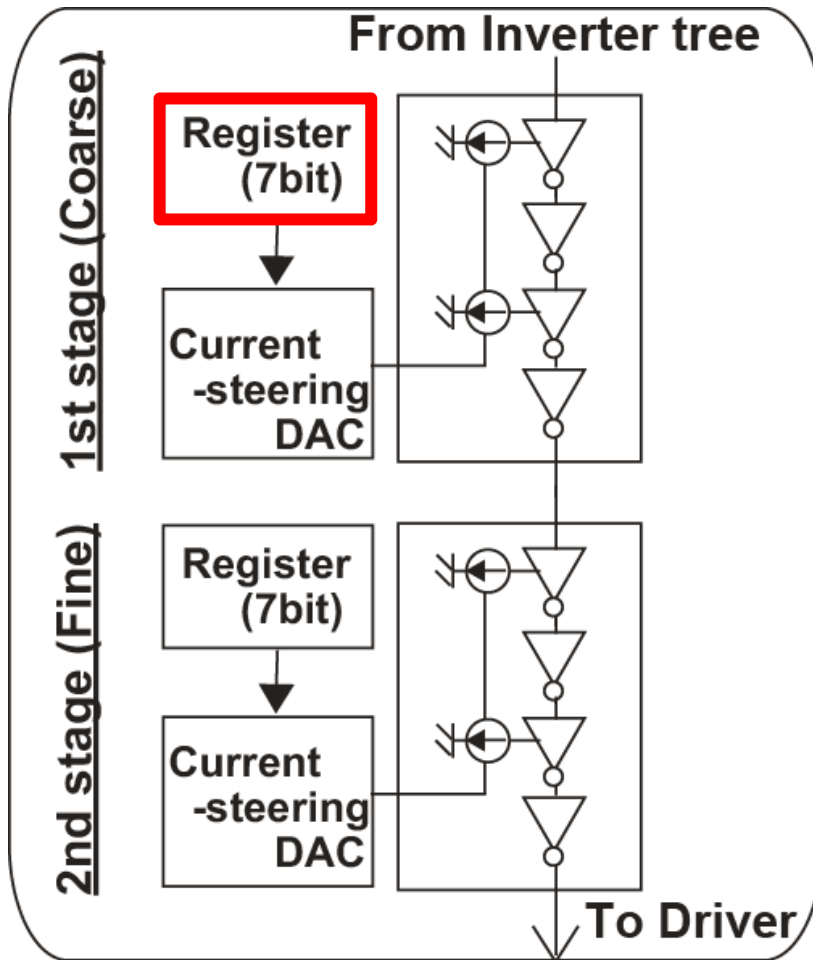 From Inverter tree
1st stage (Coarse)
Register
(7bit)
Current
-steering
DAC
2nd stage (Fine)
Register
(7bit)
Current
-steering
DAC
To Driver